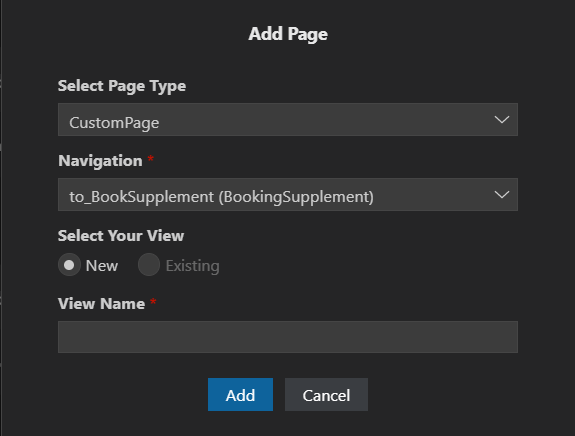 Add Page
Select Page Type
CustomPage
Navigation *
to_BookSupplement (BookingSupplement)
Select Your View
New Existing
View Name *
Add Cancel